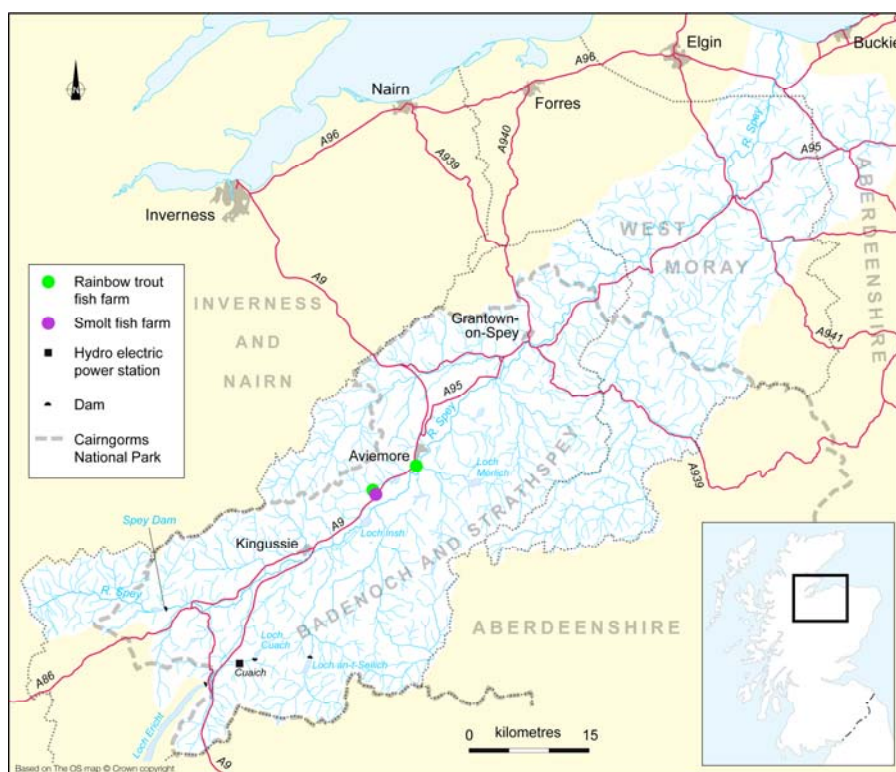 Elgin
Buckie
A96
Nairn
Forres
R. Spey
A96
A939
A940
A95
Inverness
ABERDEENSHIRE
WEST
MORAY
A9
Rainbow trout
fish farm
Smolt fish farm
Hydro electric
power station
Dam
Cairngorms
National Park
INVERNESS
AND
NAIRN
Grantown-
on-Spey
A941
A95
R. Spey
Aviemore
Loch
Morlich
A939
Spey Dam
A9
Loch Insh
Kingussie
BADENOCH AND STRATHSPEY
R. Spey
ABERDEENSHIRE
Loch
Cuach
Loch an-t-Seilich
Cuaich
A86
Loch Ericht
0 kilometres 15
A9
Based on The OS map © Crown copyright
N